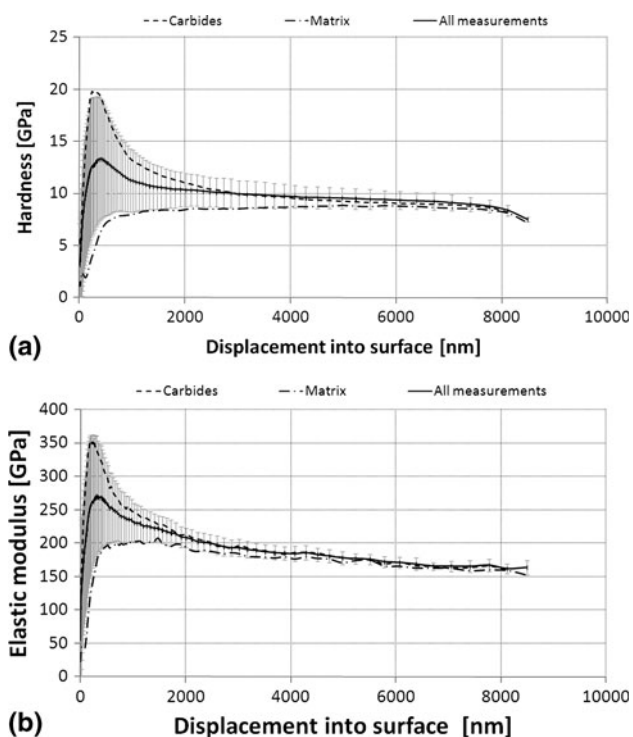 Carbides Matrix All measurements
25
20
15
10
5
0
Hardness [GPa]
0 2000 4000 6000 8000 10000
(a) Displacement into surface [nm]
Carbides Matrix All measurements
400
350
300
250
200
150
100
50
0
Elastic modulus [GPa]
0 2000 4000 6000 8000 10000
(b) Displacement into surface [nm]